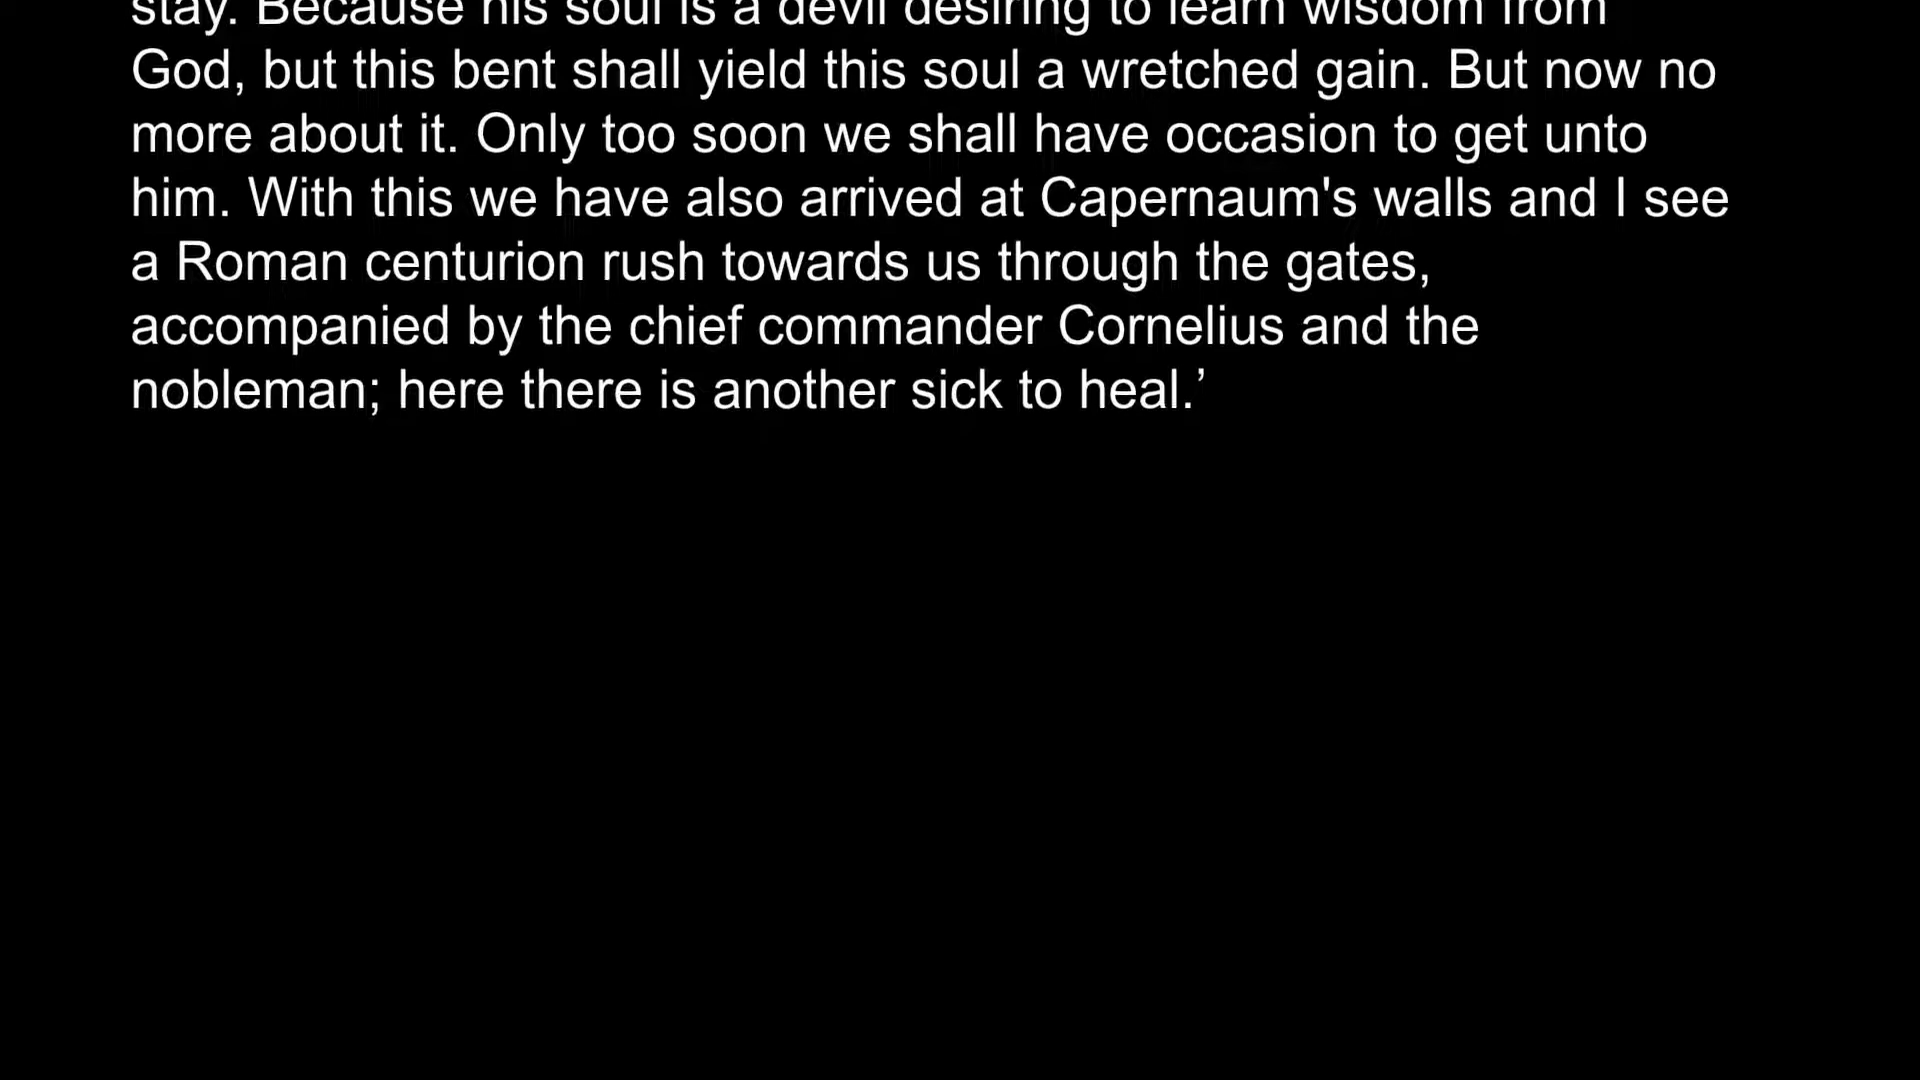 stay. Because his soul is a devil desiring to learn wisdom from
God, but this bent shall yield this soul a wretched gain. But now no
more about it. Only too soon we shall have occasion to get unto
him. With this we have also arrived at Capernaum's walls and I see
a Roman centurion rush towards us through the gates,
accompanied by the chief commander Cornelius and the
nobleman; here there is another sick to heal.’